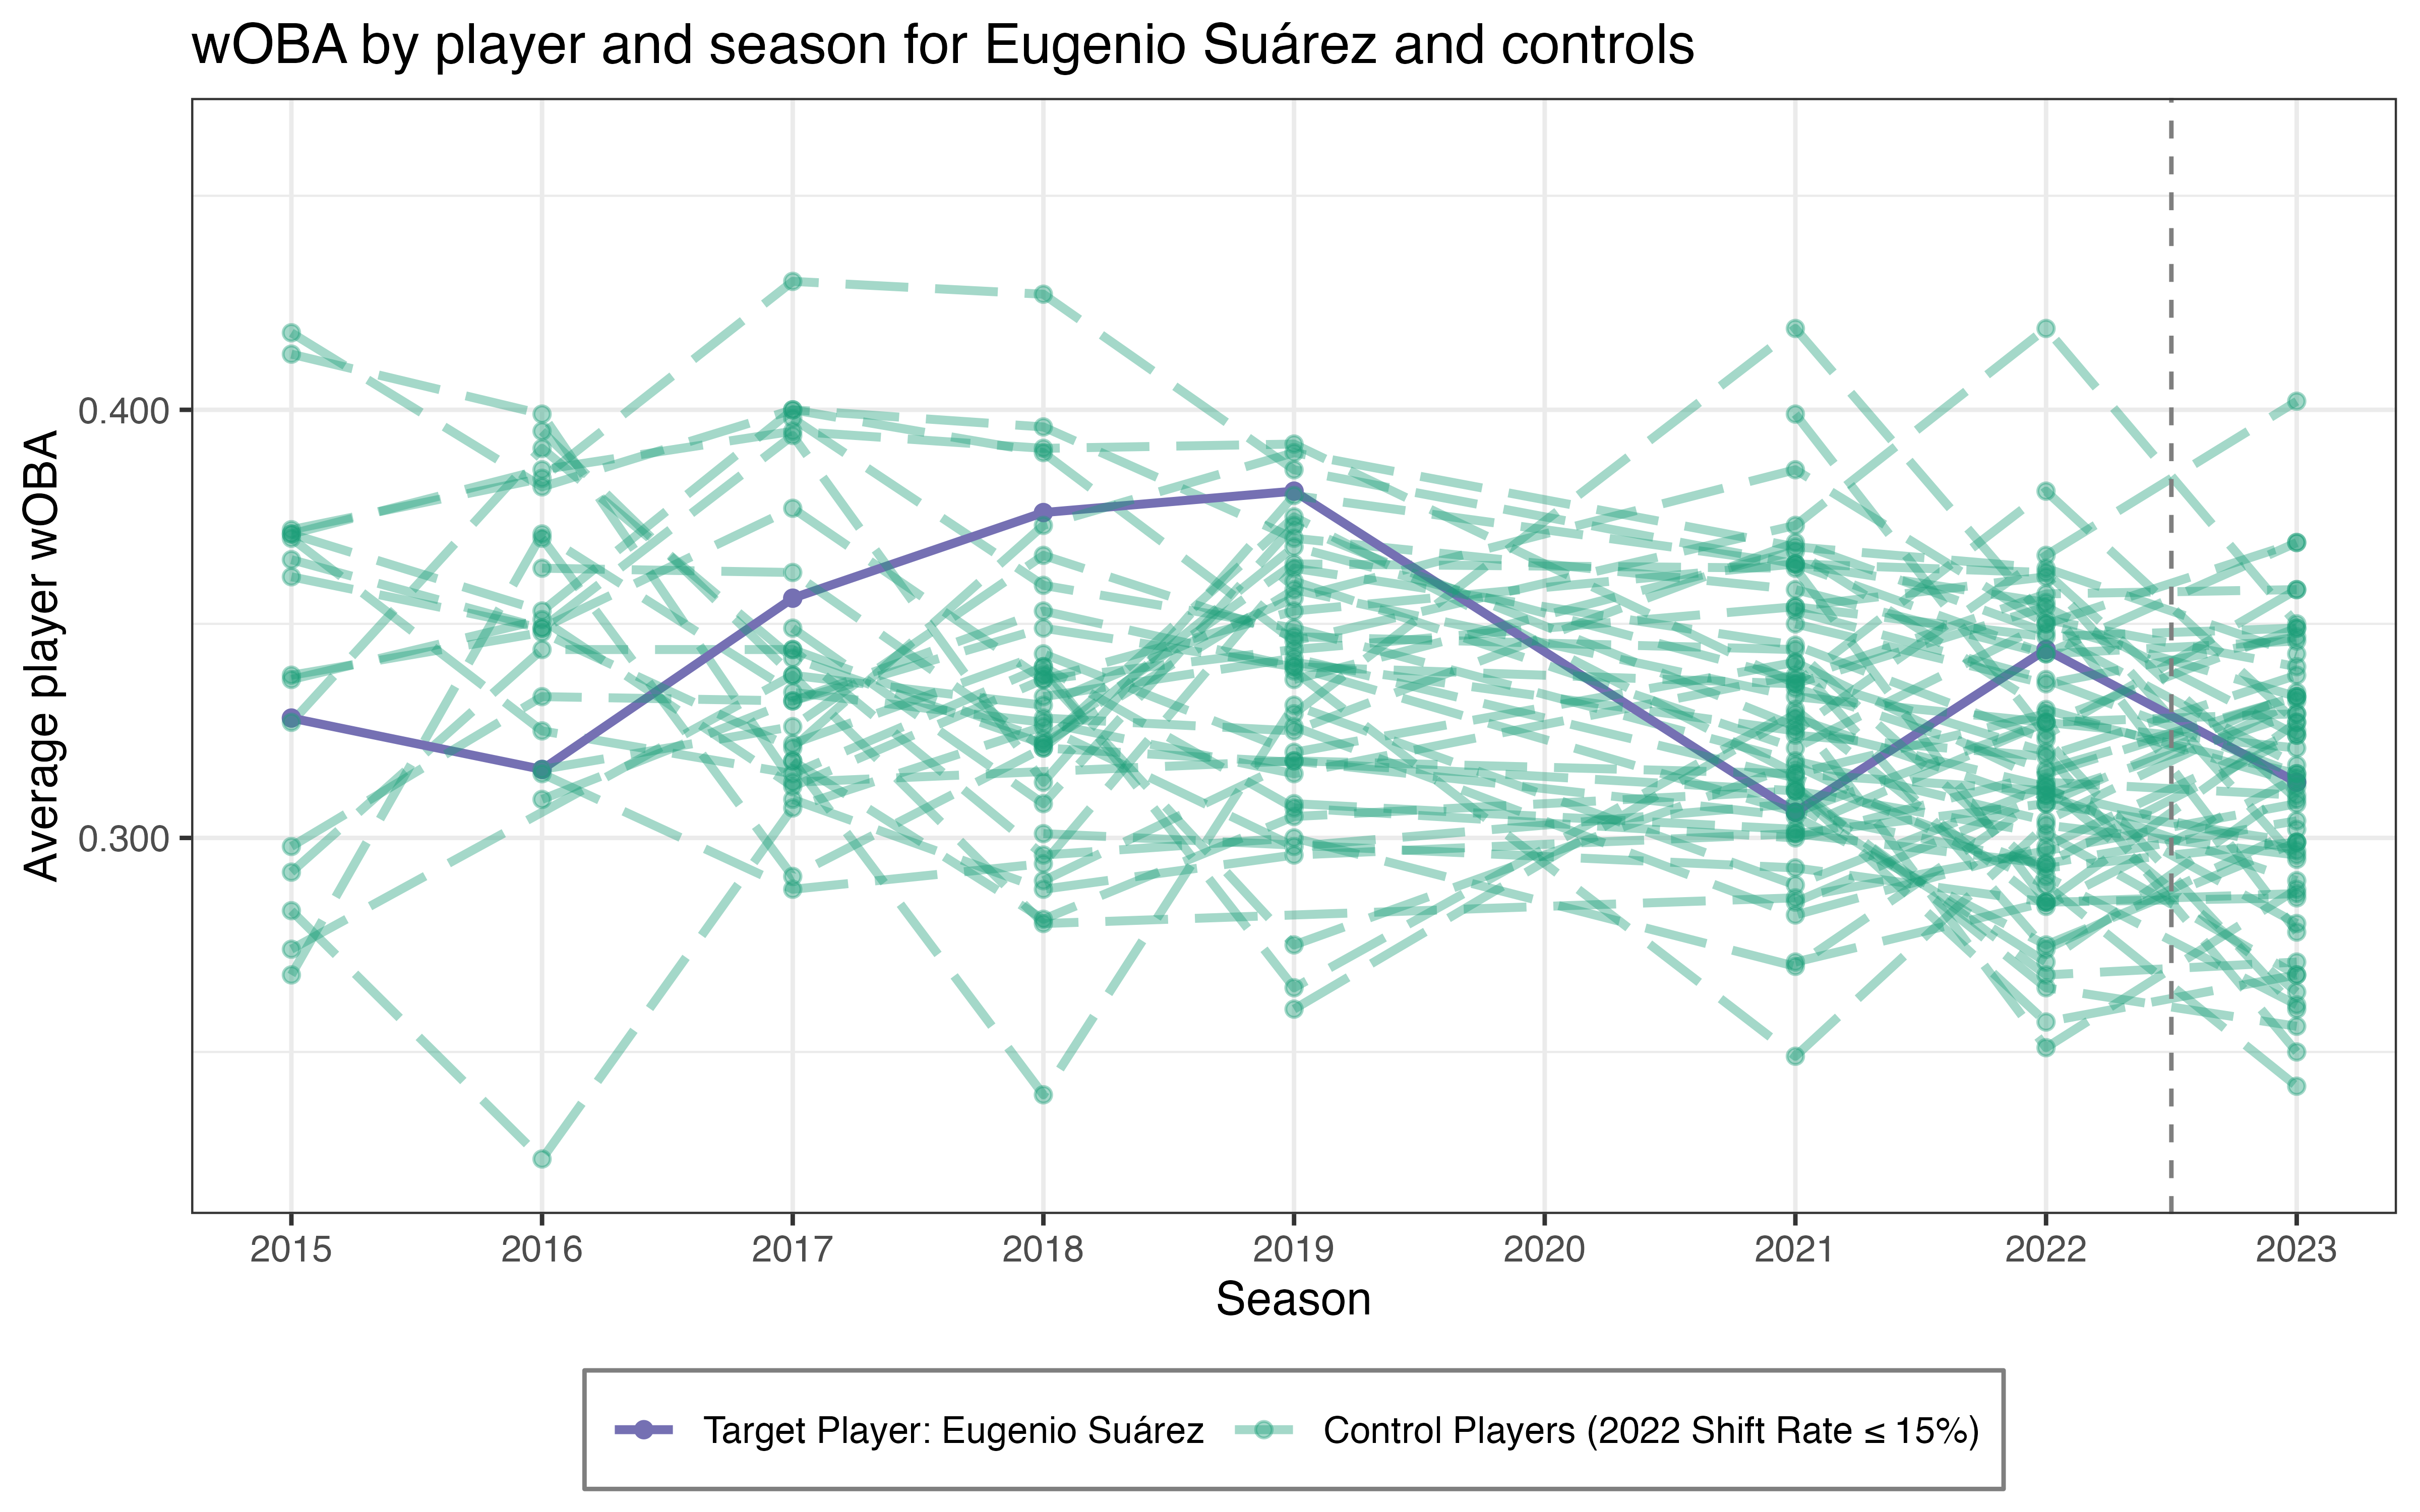 wOBA by player and season for Eugenio Suárez and controls
Average player wOBA
0.400
0.300
2015 2016 2017 2018 2019 2020 2021 2022 2023
Season
Target Player: Eugenio Suárez Control Players (2022 Shift Rate ≤ 15%)